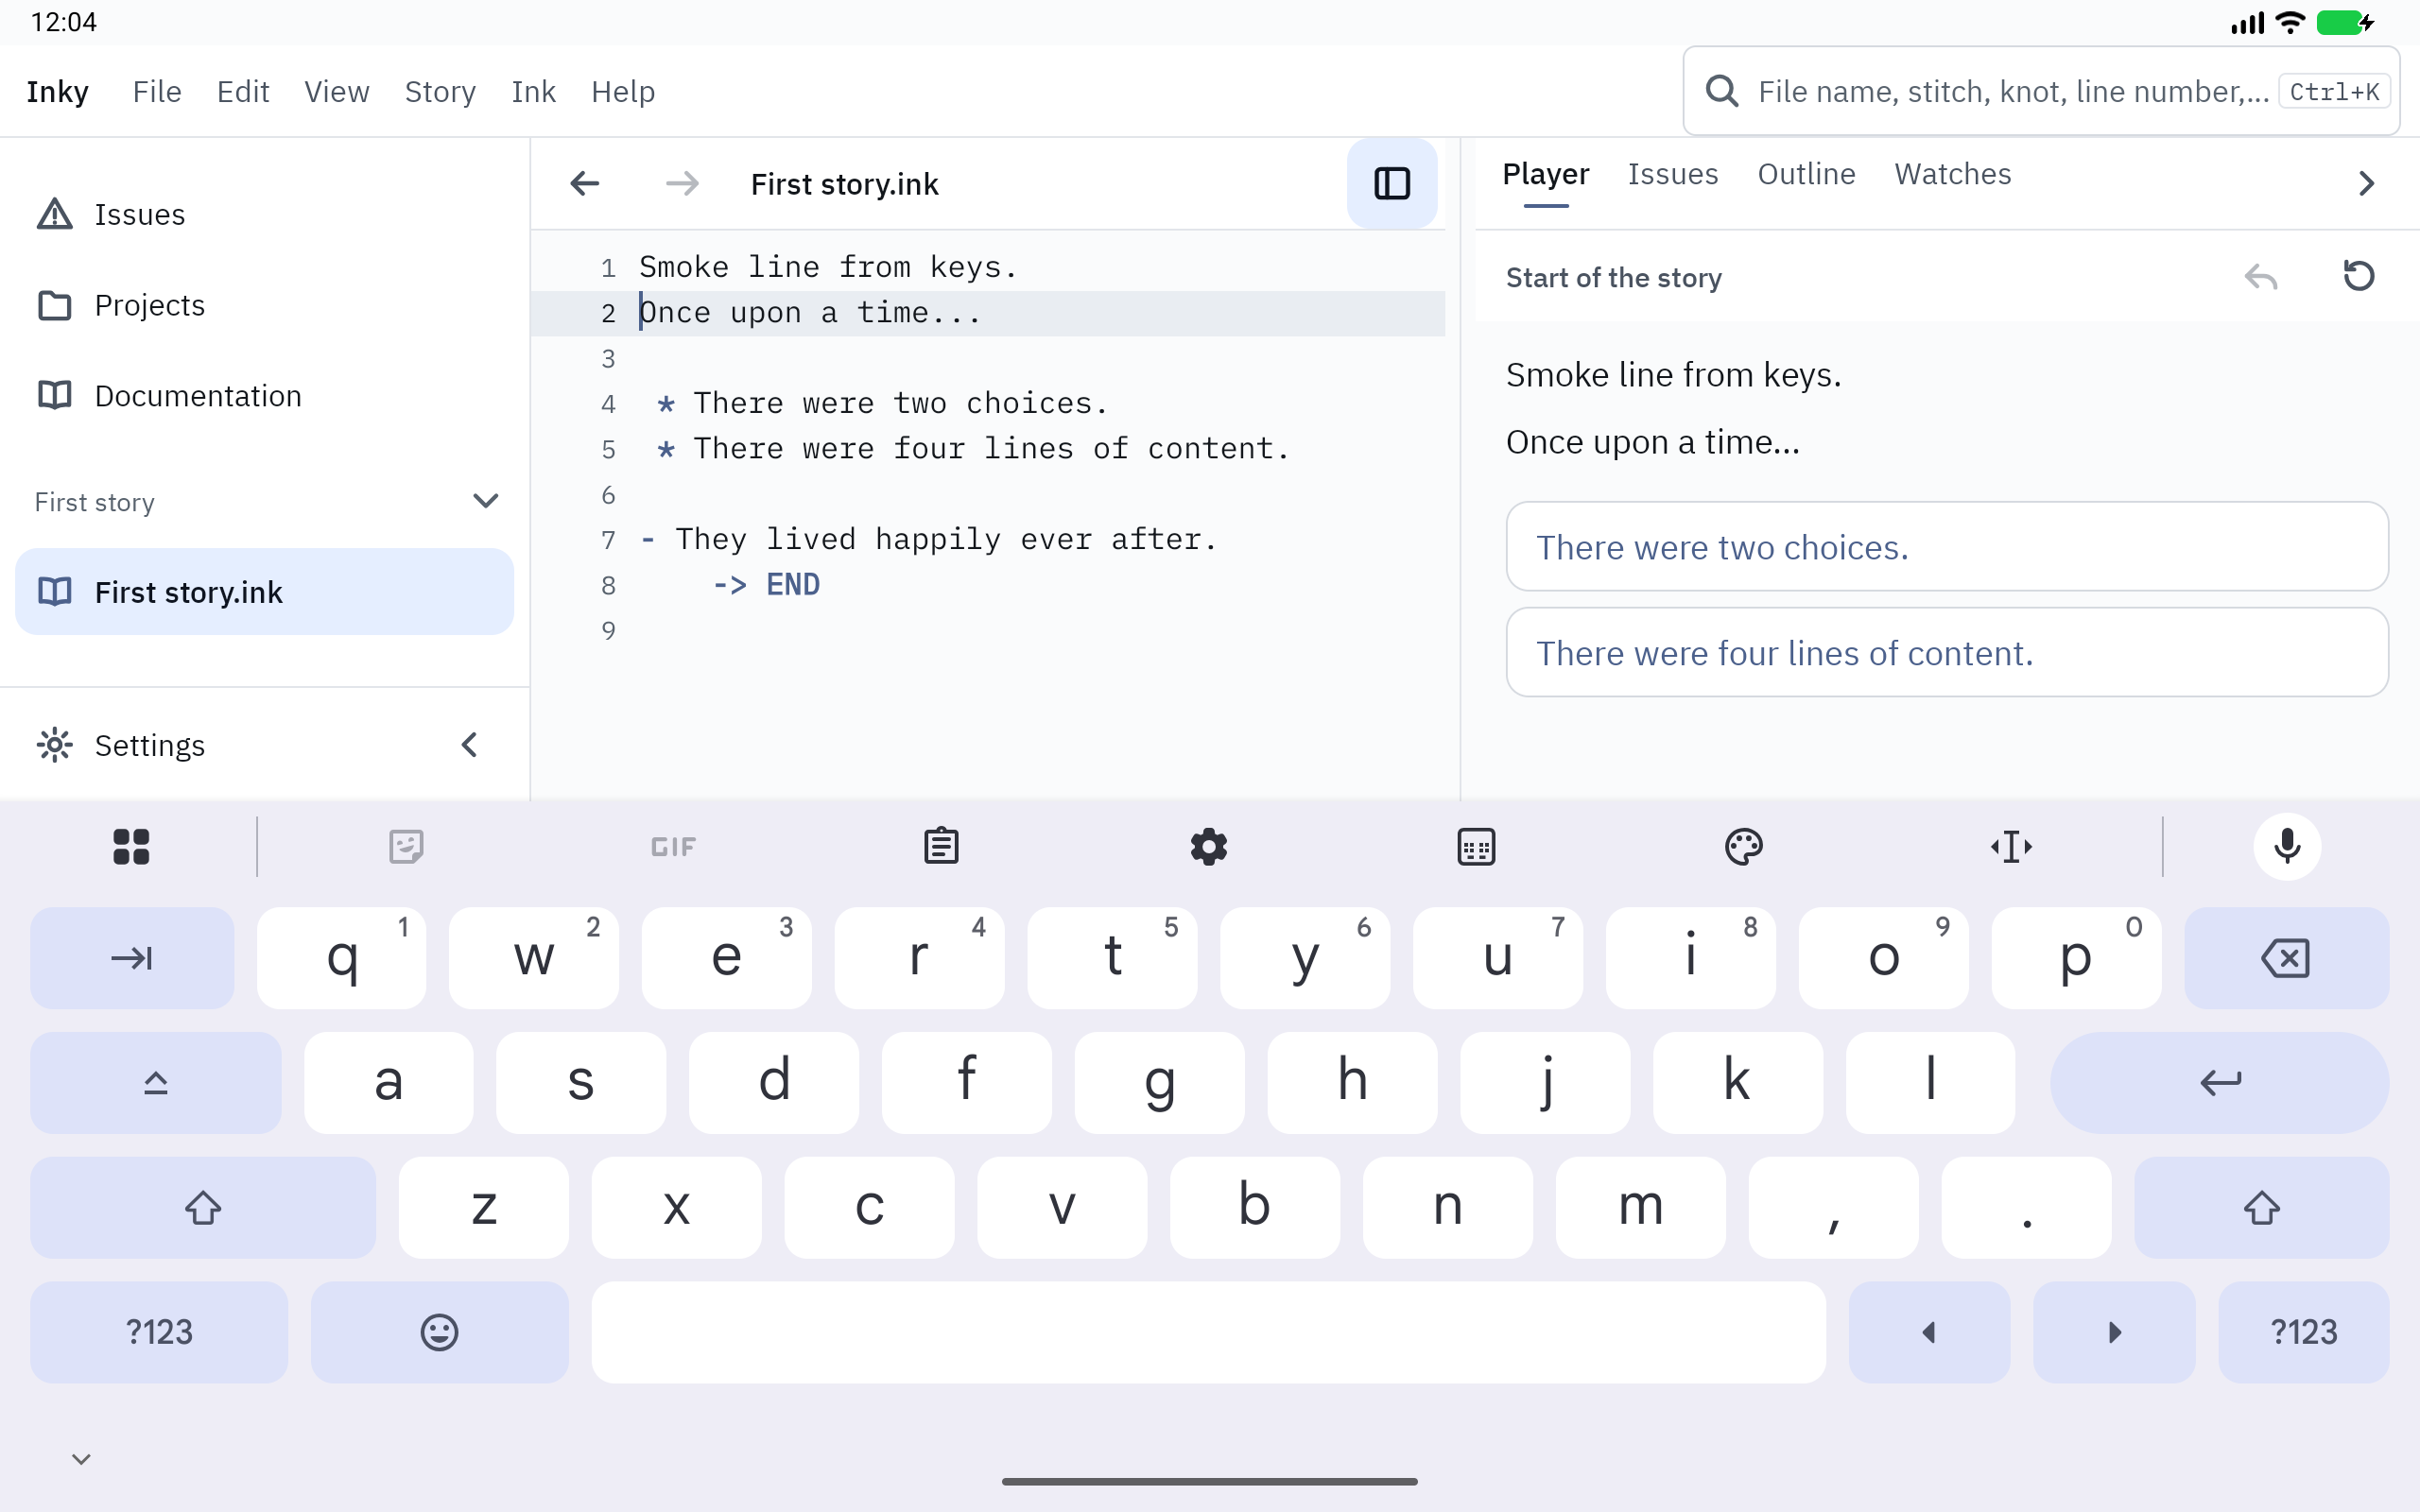 12:04
Inky File Edit View Story Ink Help
File name, stitch, knot, line number,... Ctrl+K
Issues
Projects
Documentation
First story
First story.ink
Settings
First story.ink
1 Smoke line from keys.
2 Once upon a time...
3
4 * There were two choices.
5 * There were four lines of content.
6
7 - They lived happily ever after.
8 -> END
9
Player Issues Outline Watches
Start of the story
Smoke line from keys.
Once upon a time...
There were two choices.
There were four lines of content.
GIF
q 1 w 2 e 3 r 4 t 5 y 6 u 7 i 8 o 9 p 0
a s d f g h j k l
z x c v b n m , .
?123 ?123